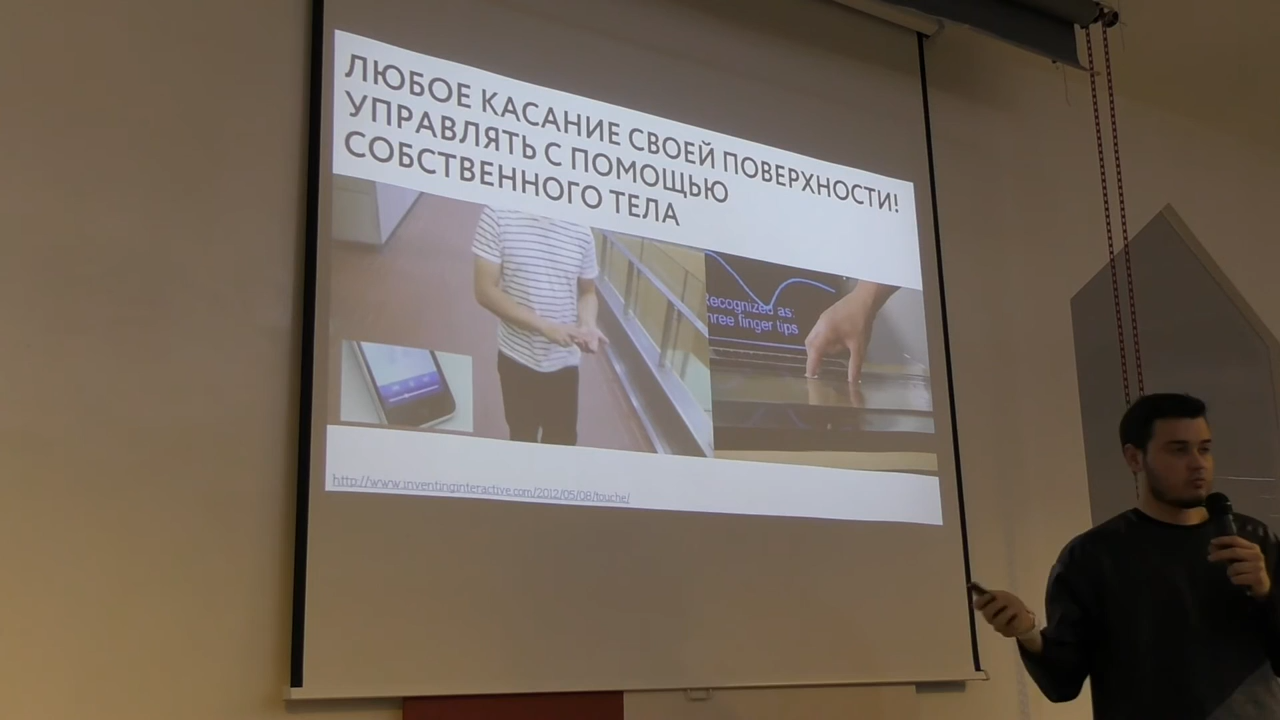 ЛЮБОЕ КАСАНИЕ СВОЕЙ ПОВЕРХНОСТИ!
УПРАВЛЯТЬ С ПОМОЩЬЮ
СОБСТВЕННОГО ТЕЛА
Recognized as:
three finger tips
http://www.inventinginteractive.com/2012/05/08/touche/